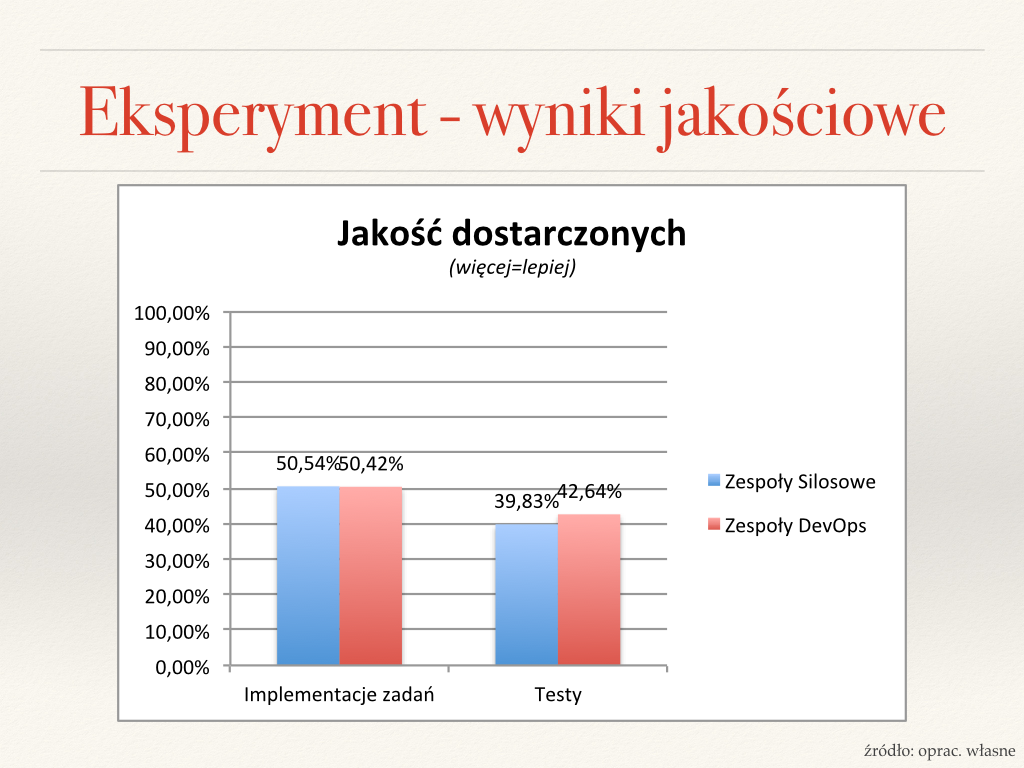 Eksperyment - wyniki jakościowe
Jakość dostarczonych
(więcej=lepiej)
100,00%
90,00%
80,00%
70,00%
60,00%
50,00%
40,00%
30,00%
20,00%
10,00%
0,00%
50,54%
50,42%
39,83%
42,64%
Implementacje zadań
Testy
Zespoły Silosowe
Zespoły DevOps
źródło: oprac. własne